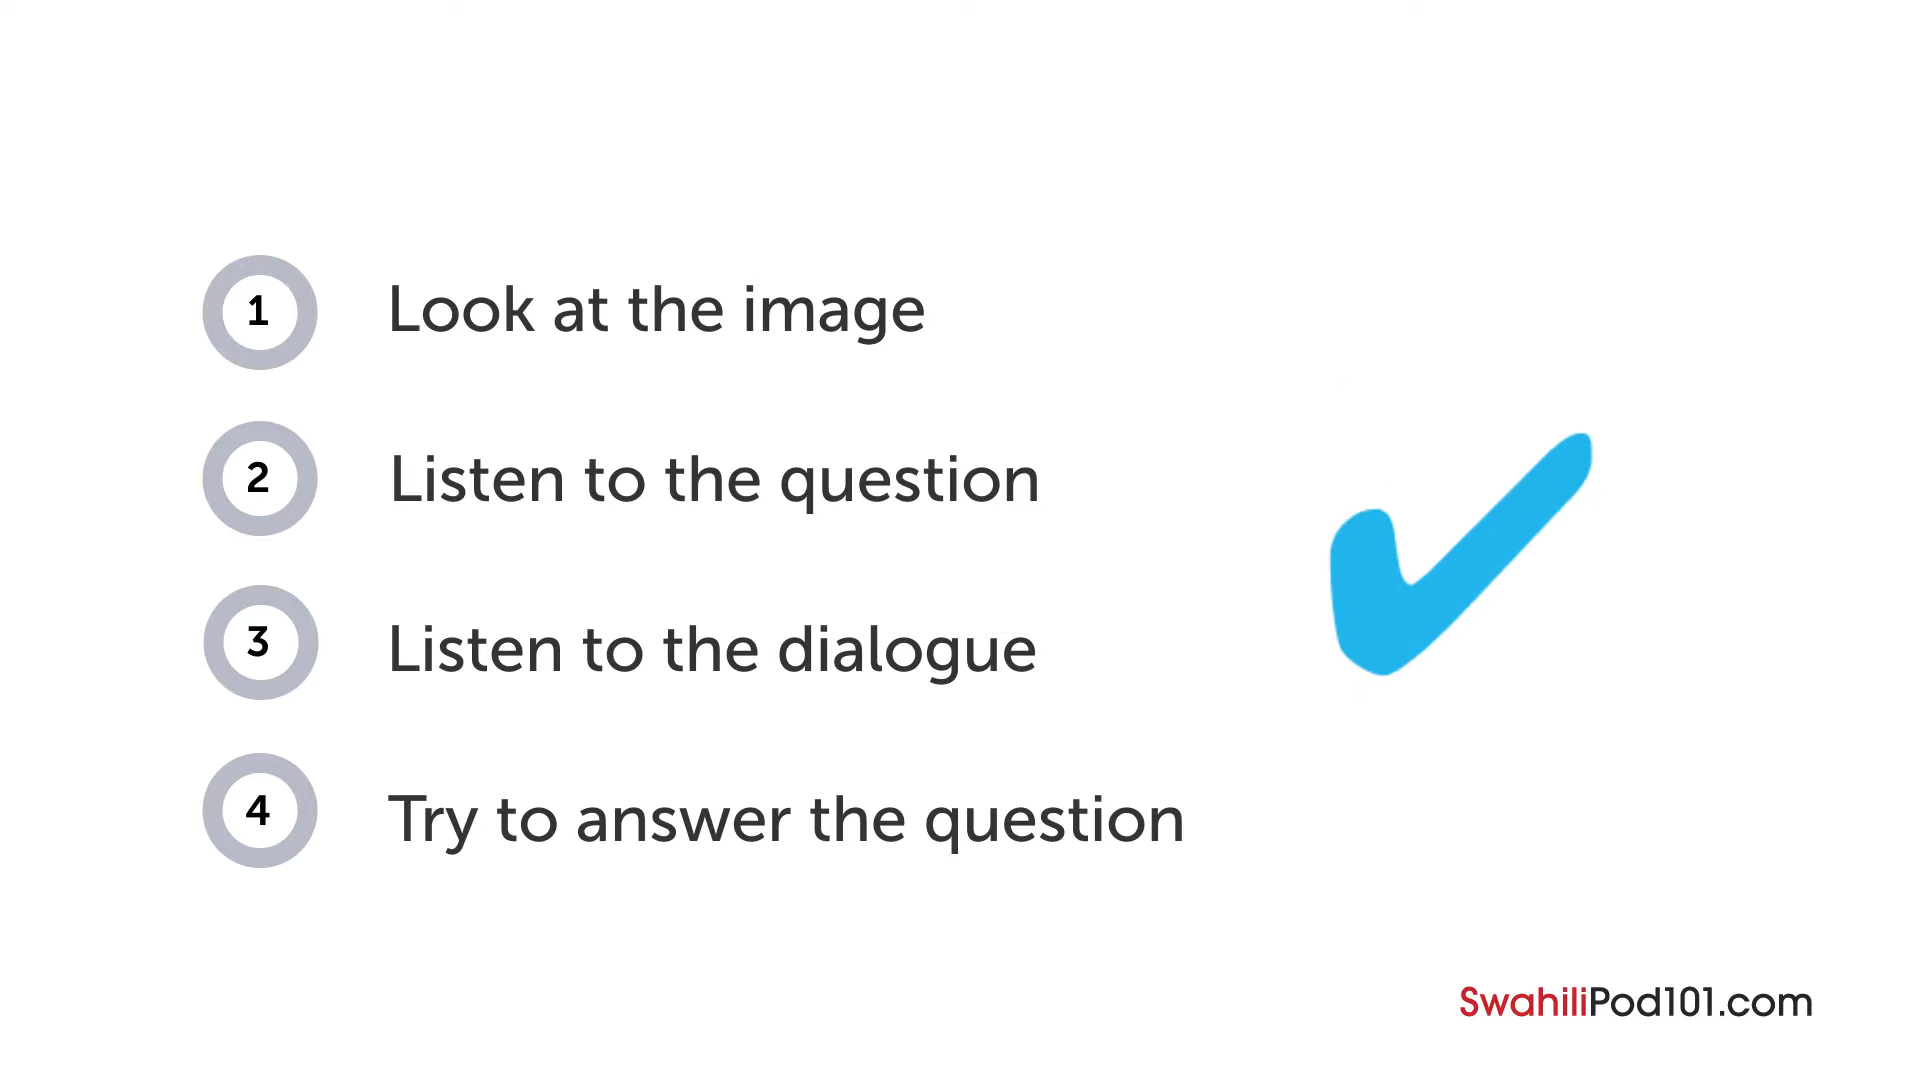 1 Look at the image
2 Listen to the question
3 Listen to the dialogue
4 Try to answer the question
SwahiliPod101.com